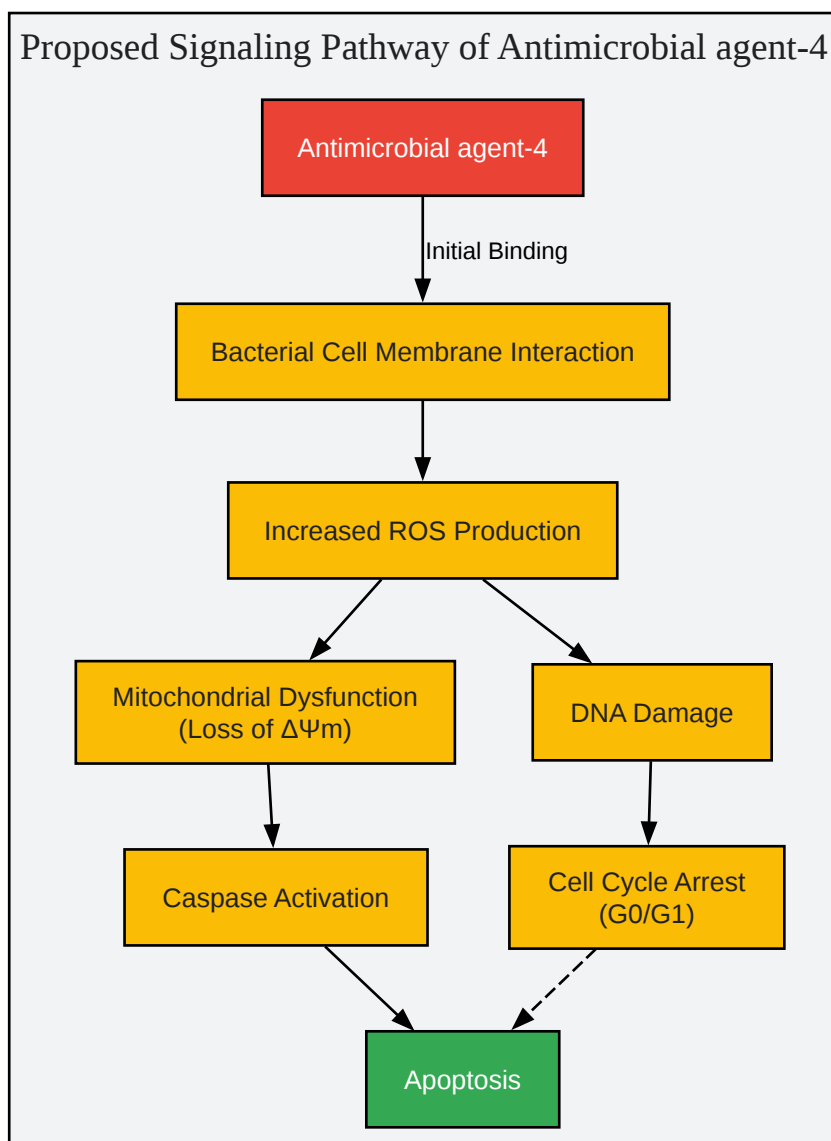 Proposed Signaling Pathway of Antimicrobial agent-4
Antimicrobial agent-4
Initial Binding
Bacterial Cell Membrane Interaction
Increased ROS Production
Mitochondrial Dysfunction
(Loss of ΔΨm)
DNA Damage
Caspase Activation
Cell Cycle Arrest
(G0/G1)
Apoptosis